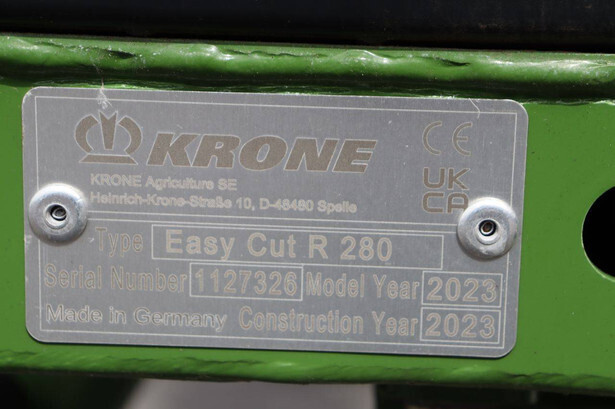 KRONE
CE
KRONE Agriculture SE
Heinrich-Krone-Straße 10, D-48480 Spelle
UK
CA
Type Easy Cut R 280
Serial Number 1127326 Model Year 2023
Made in Germany Construction Year 2023